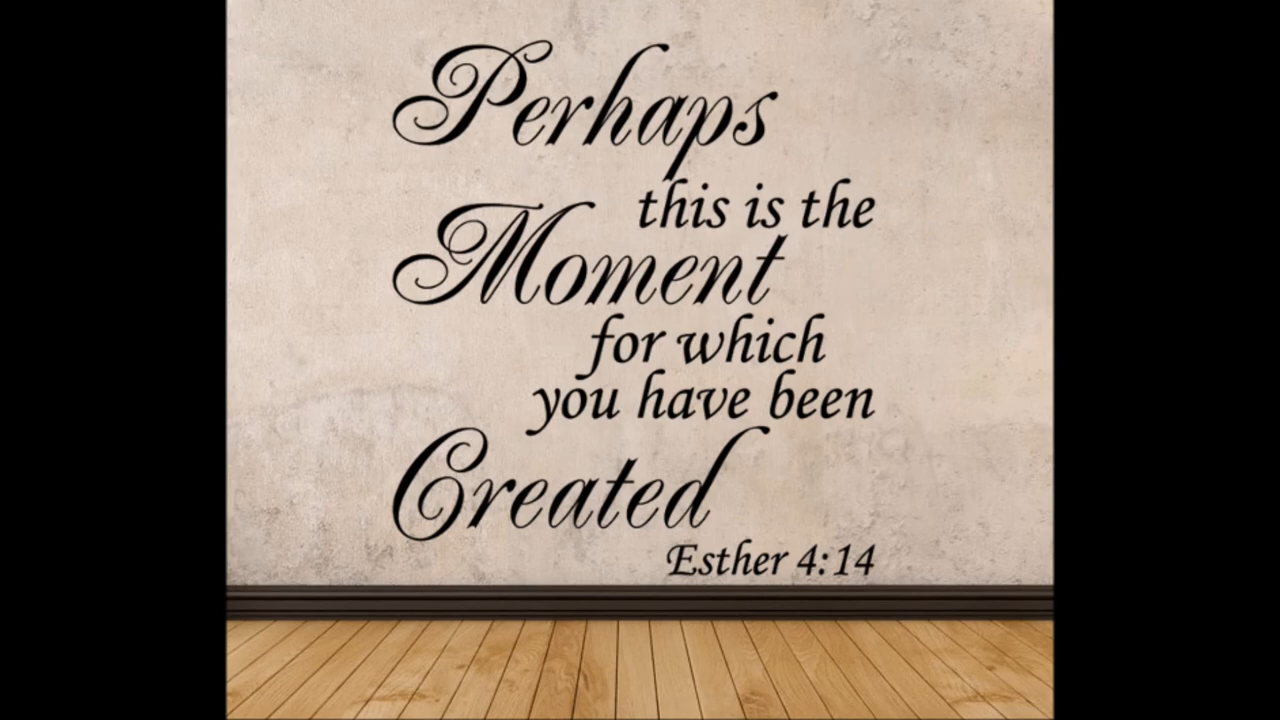 Perhaps
this is the
Moment
for which
you have been
Created
Esther 4:14